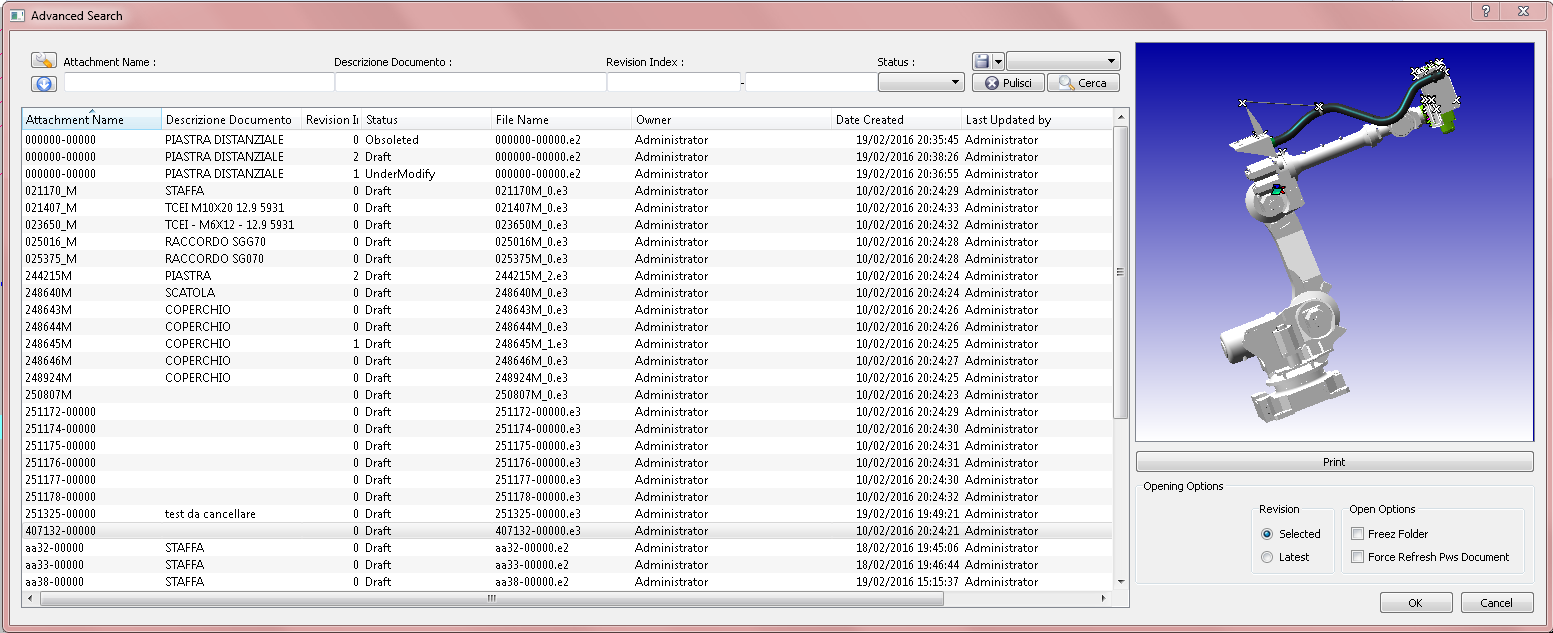 Advanced Search
Attachment Name : Descrizione Documento : Revision Index : Status :
-
Pulisci Cerca
Attachment Name Descrizione Documento Revision Ir Status File Name Owner Date Created Last Updated by
000000-00000 PIASTRA DISTANZIALE 0 Obsoleted 000000-00000.e2 Administrator 19/02/2016 20:35:45 Administrator
000000-00000 PIASTRA DISTANZIALE 2 Draft 000000-00000.e2 Administrator 19/02/2016 20:38:26 Administrator
000000-00000 PIASTRA DISTANZIALE 1 UnderModify 000000-00000.e2 Administrator 19/02/2016 20:36:55 Administrator
021170_M STAFFA 0 Draft 021170M_0.e3 Administrator 10/02/2016 20:24:29 Administrator
021407_M TCEI M10X20 12.9 5931 0 Draft 021407M_0.e3 Administrator 10/02/2016 20:24:33 Administrator
023650_M TCEI - M6X12 - 12.9 5931 0 Draft 023650M_0.e3 Administrator 10/02/2016 20:24:32 Administrator
025016_M RACCORDO SGG70 0 Draft 025016M_0.e3 Administrator 10/02/2016 20:24:28 Administrator
025375_M RACCORDO SG070 0 Draft 025375M_0.e3 Administrator 10/02/2016 20:24:28 Administrator
244215M PIASTRA 2 Draft 244215M_2.e3 Administrator 10/02/2016 20:24:24 Administrator
248640M SCATOLA 0 Draft 248640M_0.e3 Administrator 10/02/2016 20:24:24 Administrator
248643M COPERCHIO 0 Draft 248643M_0.e3 Administrator 10/02/2016 20:24:26 Administrator
248644M COPERCHIO 0 Draft 248644M_0.e3 Administrator 10/02/2016 20:24:26 Administrator
248645M COPERCHIO 1 Draft 248645M_1.e3 Administrator 10/02/2016 20:24:25 Administrator
248646M COPERCHIO 0 Draft 248646M_0.e3 Administrator 10/02/2016 20:24:27 Administrator
248924M COPERCHIO 0 Draft 248924M_0.e3 Administrator 10/02/2016 20:24:25 Administrator
250807M 0 Draft 250807M_0.e3 Administrator 10/02/2016 20:24:23 Administrator
251172-00000 0 Draft 251172-00000.e3 Administrator 10/02/2016 20:24:29 Administrator
251174-00000 0 Draft 251174-00000.e3 Administrator 10/02/2016 20:24:30 Administrator
251175-00000 0 Draft 251175-00000.e3 Administrator 10/02/2016 20:24:31 Administrator
251176-00000 0 Draft 251176-00000.e3 Administrator 10/02/2016 20:24:31 Administrator
251177-00000 0 Draft 251177-00000.e3 Administrator 10/02/2016 20:24:30 Administrator
251178-00000 0 Draft 251178-00000.e3 Administrator 10/02/2016 20:24:32 Administrator
251325-00000 test da cancellare 0 Draft 251325-00000.e3 Administrator 19/02/2016 19:49:21 Administrator
407132-00000 0 Draft 407132-00000.e3 Administrator 10/02/2016 20:24:21 Administrator
aa32-00000 STAFFA 0 Draft aa32-00000.e2 Administrator 18/02/2016 19:45:06 Administrator
aa33-00000 STAFFA 0 Draft aa33-00000.e2 Administrator 18/02/2016 19:46:44 Administrator
aa38-00000 STAFFA 0 Draft aa38-00000.e2 Administrator 19/02/2016 15:15:37 Administrator
Print
Opening Options
Revision
Selected
Latest
Open Options
Freez Folder
Force Refresh Pws Document
OK Cancel